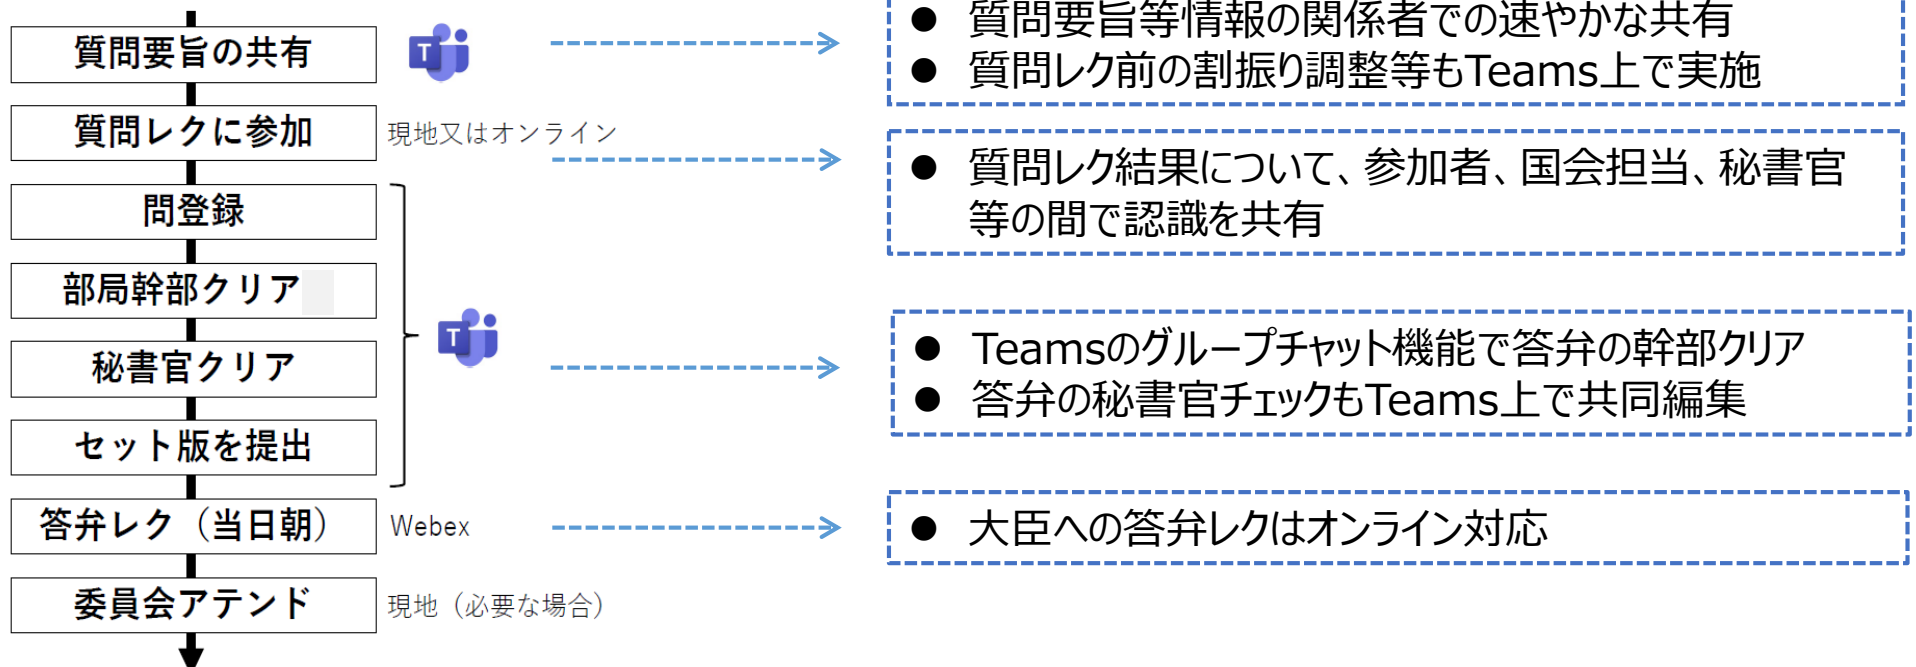 質問要旨の共有
T
● 質問要旨等情報の関係者での速やかな共有
● 質問レク前の割振り調整等もTeams上で実施
質問レクに参加
現地又はオンライン
● 質問レク結果について、参加者、国会担当、秘書官
等の間で認識を共有
問登録
部局幹部クリア
秘書官クリア
セット版を提出
T
● Teamsのグループチャット機能で答弁の幹部クリア
● 答弁の秘書官チェックもTeams上で共同編集
答弁レク（当日朝）
Webex
● 大臣への答弁レクはオンライン対応
委員会アテンド
現地（必要な場合）